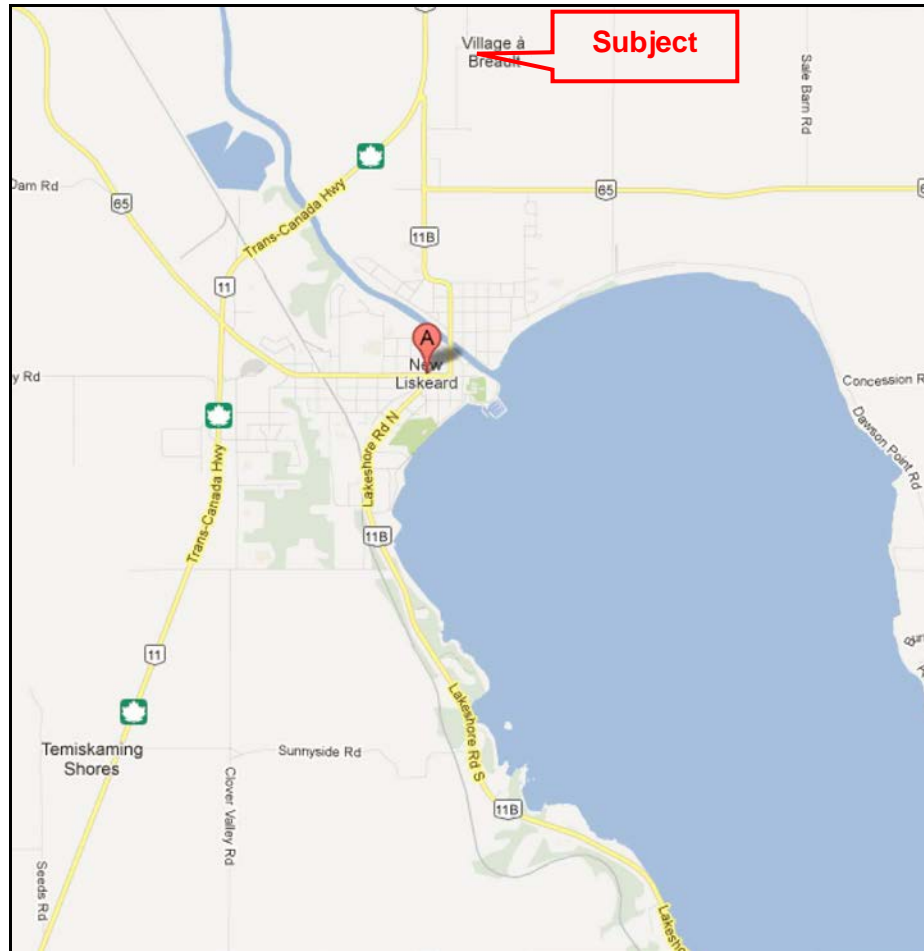 Village à
Breault
Subject
Sale Barn Rd
Dam Rd
65
Trans-Canada Hwy
65
11B
11
A
New
Liskeard
y Rd
Concession R
Dawson Point Rd
Lakeshore Rd N
Trans-Canada Hwy
11B
11
Temiskaming
Shores
Sunnyside Rd
Lakeshore Rd S
Clover Valley Rd
11B
Seeds Rd
Lakesho